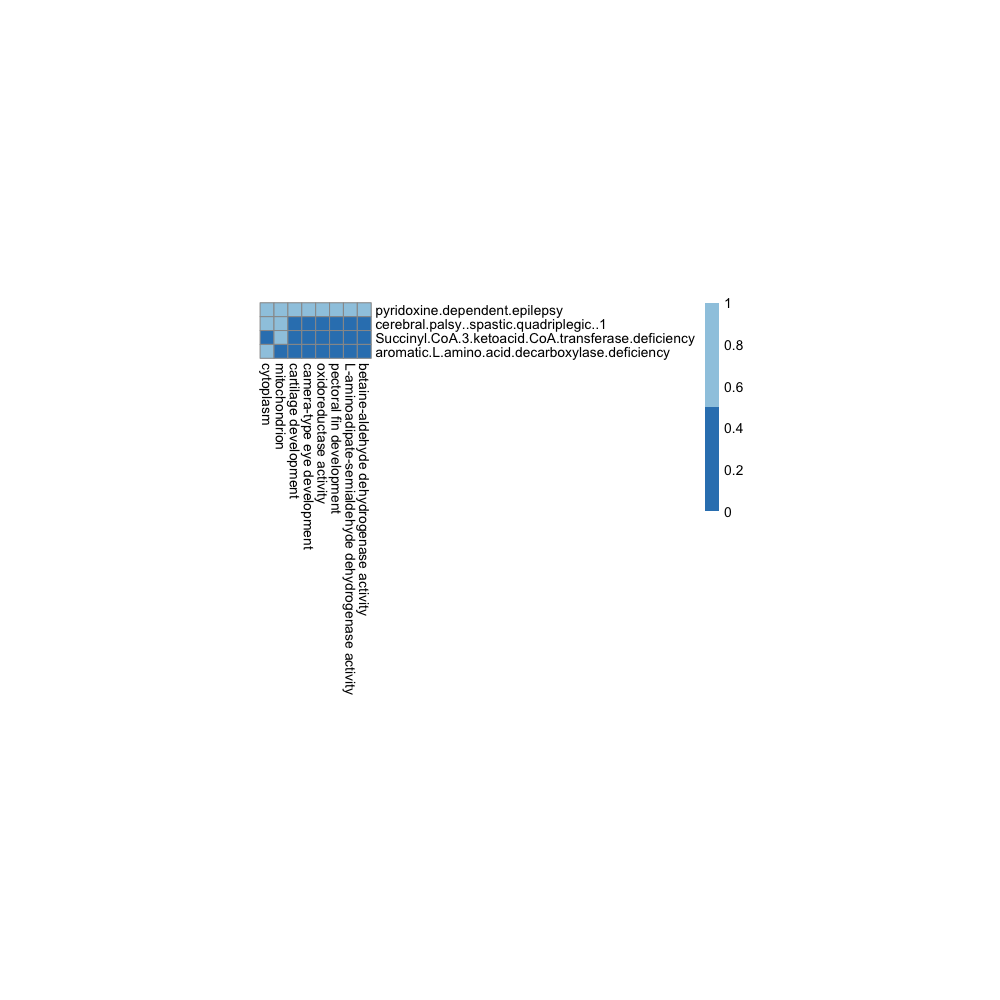 pyridoxine.dependent.epilepsy
cerebral.palsy..spastic.quadriplegic..1
Succinyl.CoA.3.ketoacid.CoA.transferase.deficiency
aromatic.L.amino.acid.decarboxylase.deficiency
cytoplasm
mitochondrion
cartilage development
camera-type eye development
oxidoreductase activity
pectoral fin development
L-aminoadipate-semialdehyde dehydrogenase activity
betaine-aldehyde dehydrogenase activity
1
0.8
0.6
0.4
0.2
0